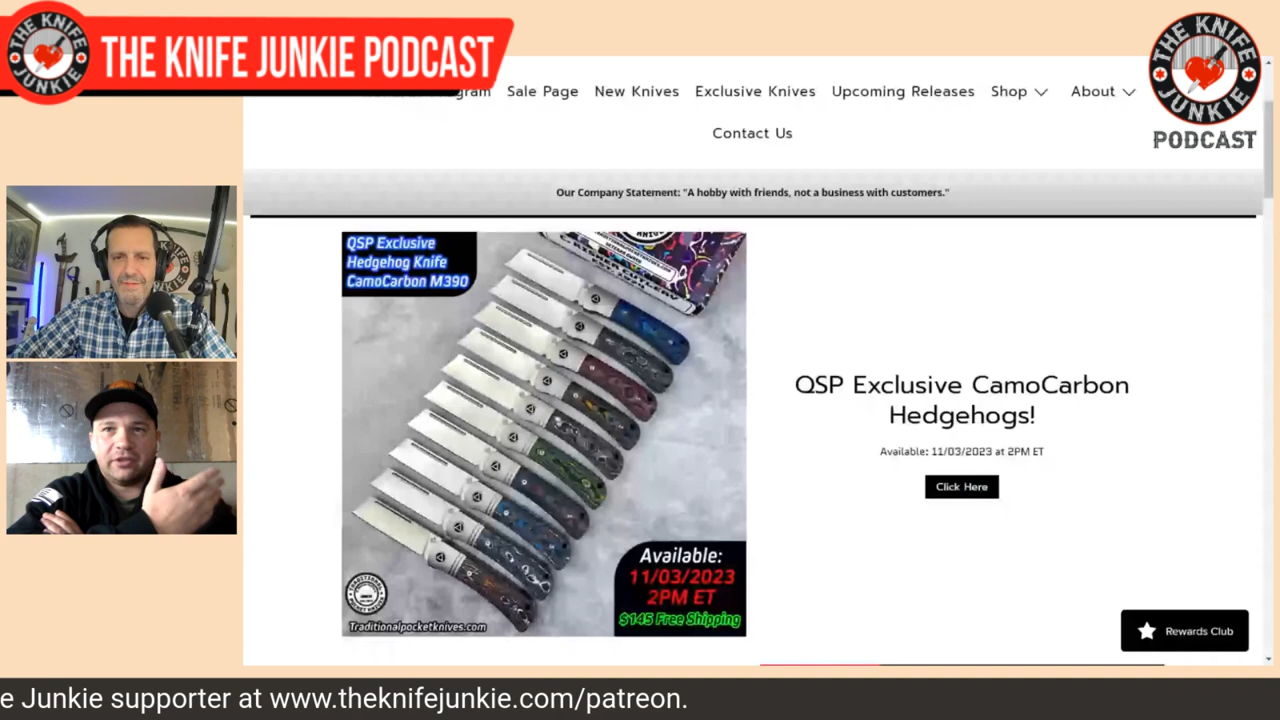 THE KNIFE JUNKIE
THE KNIFE JUNKIE PODCAST
THE KNIFE JUNKIE
PODCAST
Sale Page
New Knives
Exclusive Knives
Upcoming Releases
Shop
About
Contact Us
Our Company Statement: "A hobby with friends, not a business with customers."
QSP Exclusive
Hedgehog Knife
CamoCarbon M390
QSP Exclusive CamoCarbon
Hedgehogs!
Available: 11/03/2023 at 2PM ET
Click Here
Available:
11/03/2023
2PM ET
$145 Free Shipping
Traditionalpocketknives.com
Rewards Club
e Junkie supporter at www.theknifejunkie.com/patreon.